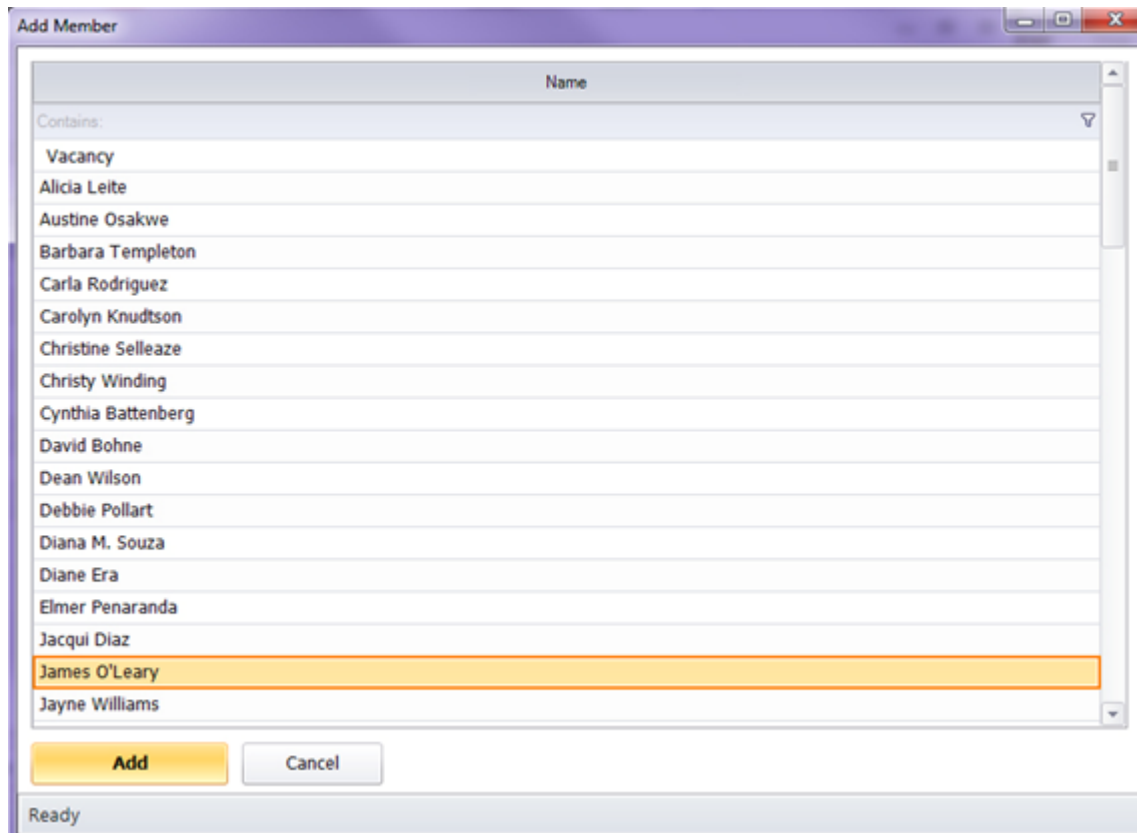 Add Member
Name
Contains:
Vacancy
Alicia Leite
Austine Osakwe
Barbara Templeton
Carla Rodriguez
Carolyn Knudtson
Christine Selleaze
Christy Winding
Cynthia Battenberg
David Bohne
Dean Wilson
Debbie Pollart
Diana M. Souza
Diane Era
Elmer Penaranda
Jacqui Diaz
James O'Leary
Jayne Williams
Add Cancel
Ready